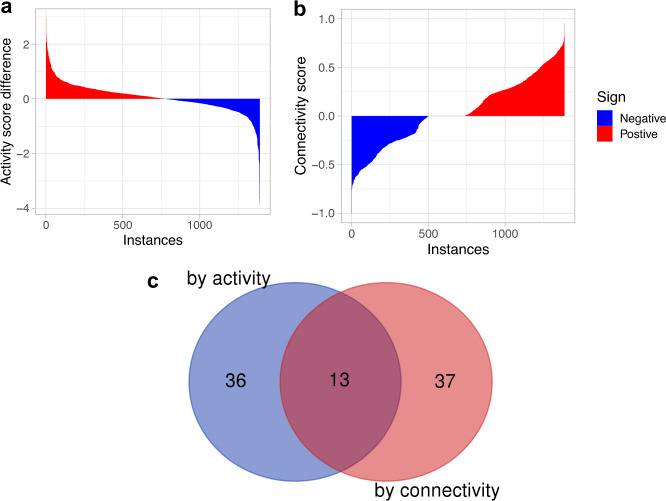 a
Activity score difference
2
0
−2
−4
0 500 1000
Instances
b
Connectivity score
1.0
0.5
0.0
−0.5
−1.0
0 500 1000
Instances
Sign
Negative
Postive
c
by activity
36 13 37
by connectivity